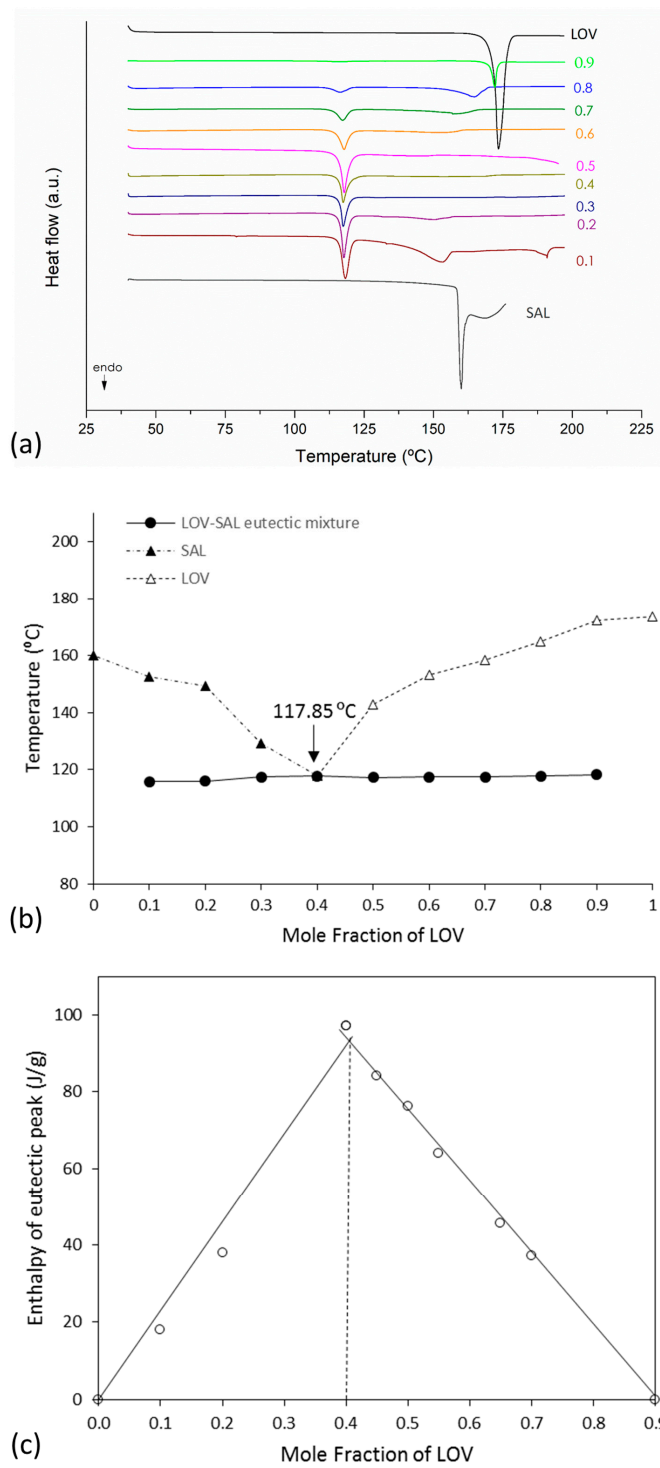 LOV
0.9
0.8
0.7
0.6
0.5
0.4
0.3
0.2
0.1
SAL
Heat flow (a.u.)
endo
25 50 75 100 125 150 175 200 225
Temperature (ºC)
(a)
LOV-SAL eutectic mixture
SAL
LOV
200
180
160
140
120
100
80
Temperature (ºC)
117.85 ºC
0 0.1 0.2 0.3 0.4 0.5 0.6 0.7 0.8 0.9 1
Mole Fraction of LOV
(b)
100
80
60
40
20
0
Enthalpy of eutectic peak (J/g)
0.0 0.1 0.2 0.3 0.4 0.5 0.6 0.7 0.8 0.9
Mole Fraction of LOV
(c)